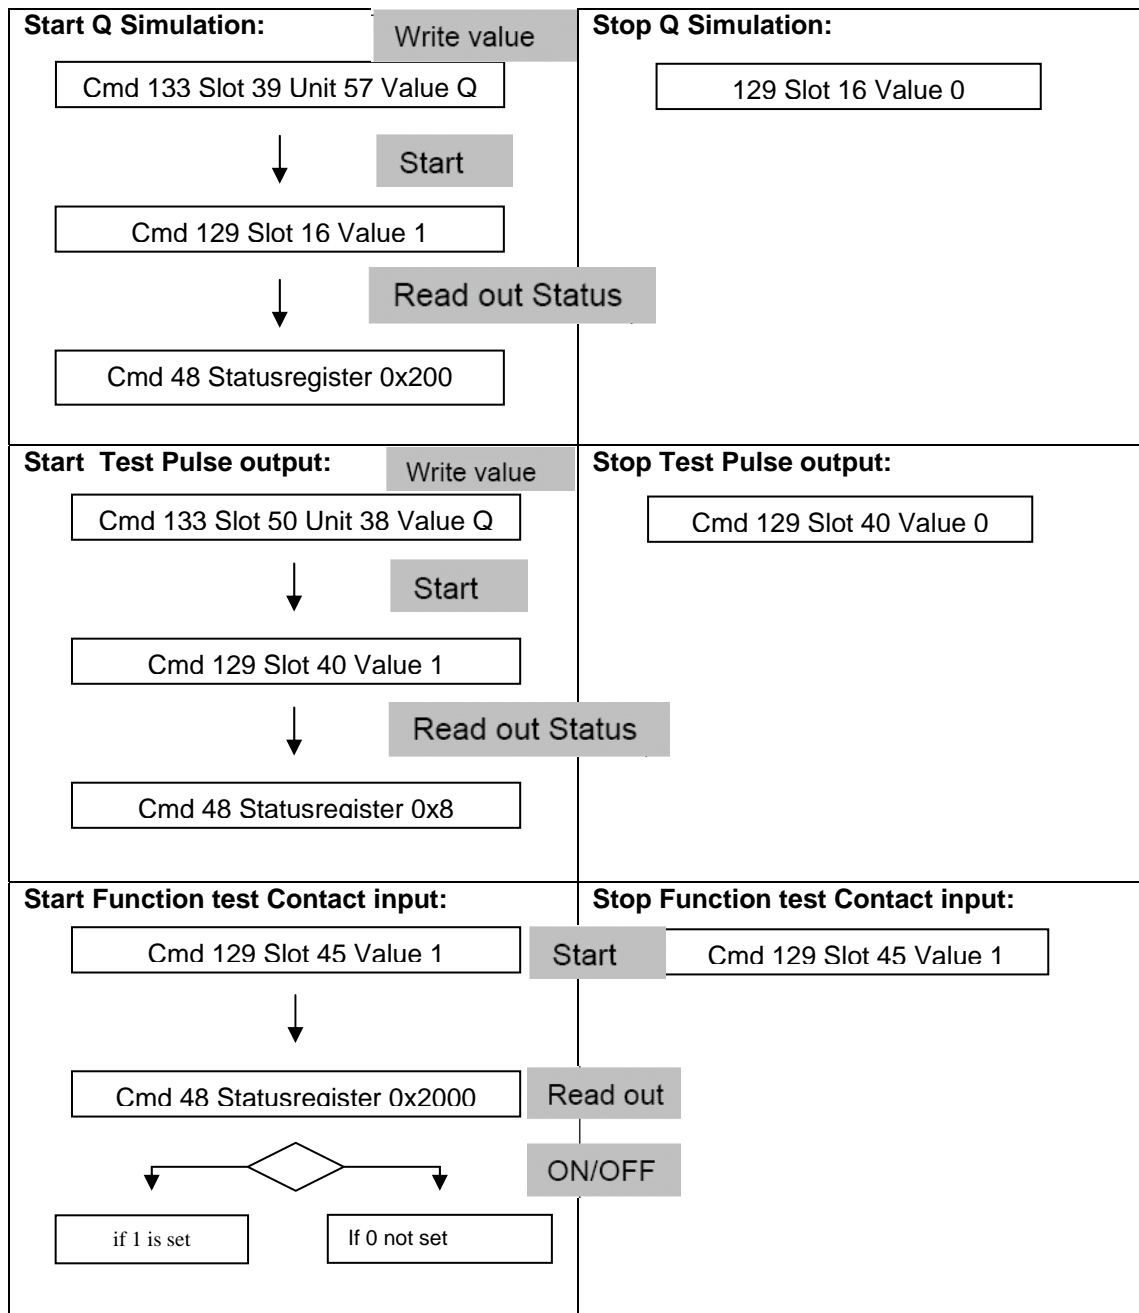 Start Q Simulation:
Write value
Cmd 133 Slot 39 Unit 57 Value Q
Start
Cmd 129 Slot 16 Value 1
Read out Status
Cmd 48 Statusregister 0x200
Stop Q Simulation:
129 Slot 16 Value 0
Start Test Pulse output:
Write value
Cmd 133 Slot 50 Unit 38 Value Q
Start
Cmd 129 Slot 40 Value 1
Read out Status
Cmd 48 Statusregister 0x8
Stop Test Pulse output:
Cmd 129 Slot 40 Value 0
Start Function test Contact input:
Cmd 129 Slot 45 Value 1
Start
Cmd 48 Statusregister 0x2000
Read out
ON/OFF
if 1 is set
If 0 not set
Stop Function test Contact input:
Cmd 129 Slot 45 Value 1